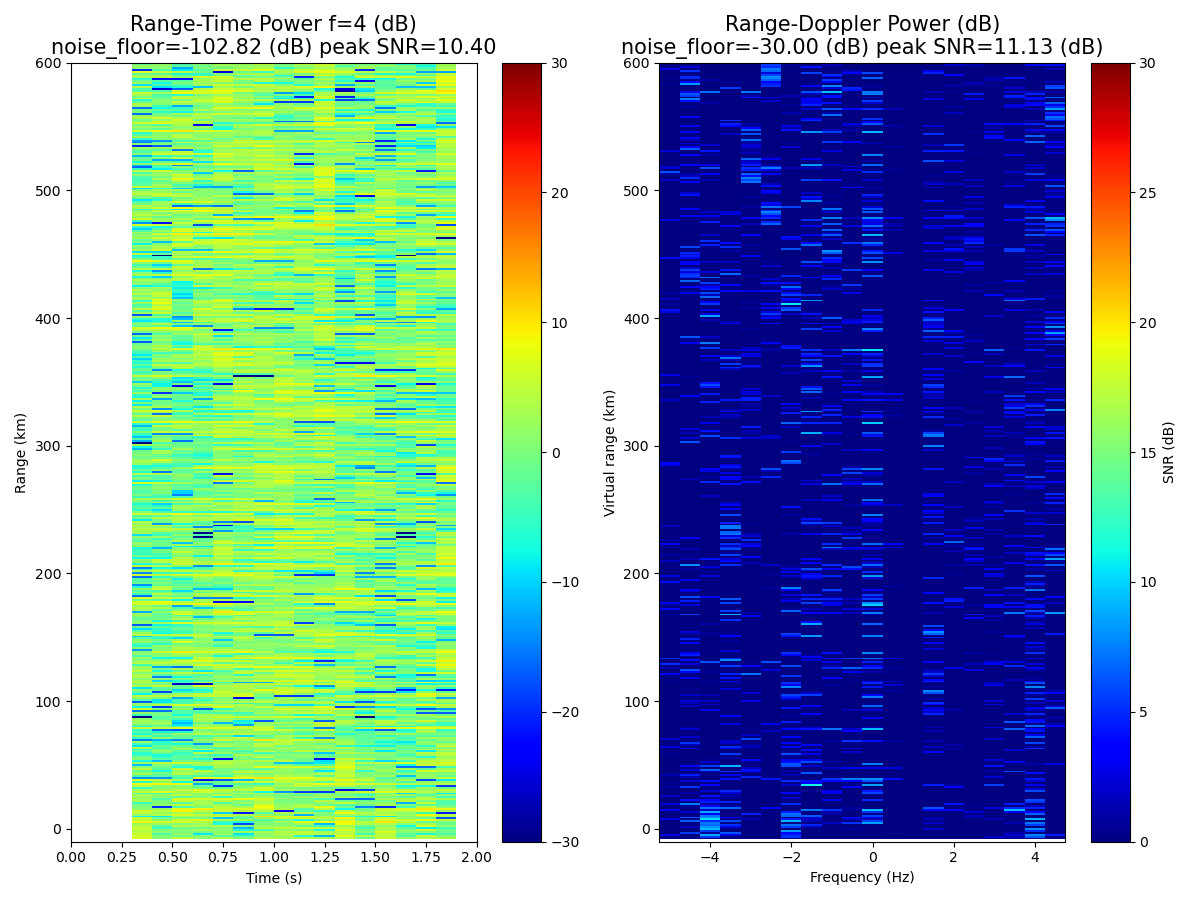 Range-Time Power f=4 (dB)
noise_floor=-102.82 (dB) peak SNR=10.40
Range-Doppler Power (dB)
noise_floor=-30.00 (dB) peak SNR=11.13 (dB)
600
500
400
300
200
100
0
Range (km)
0.00 0.25 0.50 0.75 1.00 1.25 1.50 1.75 2.00
Time (s)
30
20
10
0
−10
−20
−30
600
500
400
300
200
100
0
Virtual range (km)
−4 −2 0 2 4
Frequency (Hz)
30
25
20
15
10
5
0
SNR (dB)